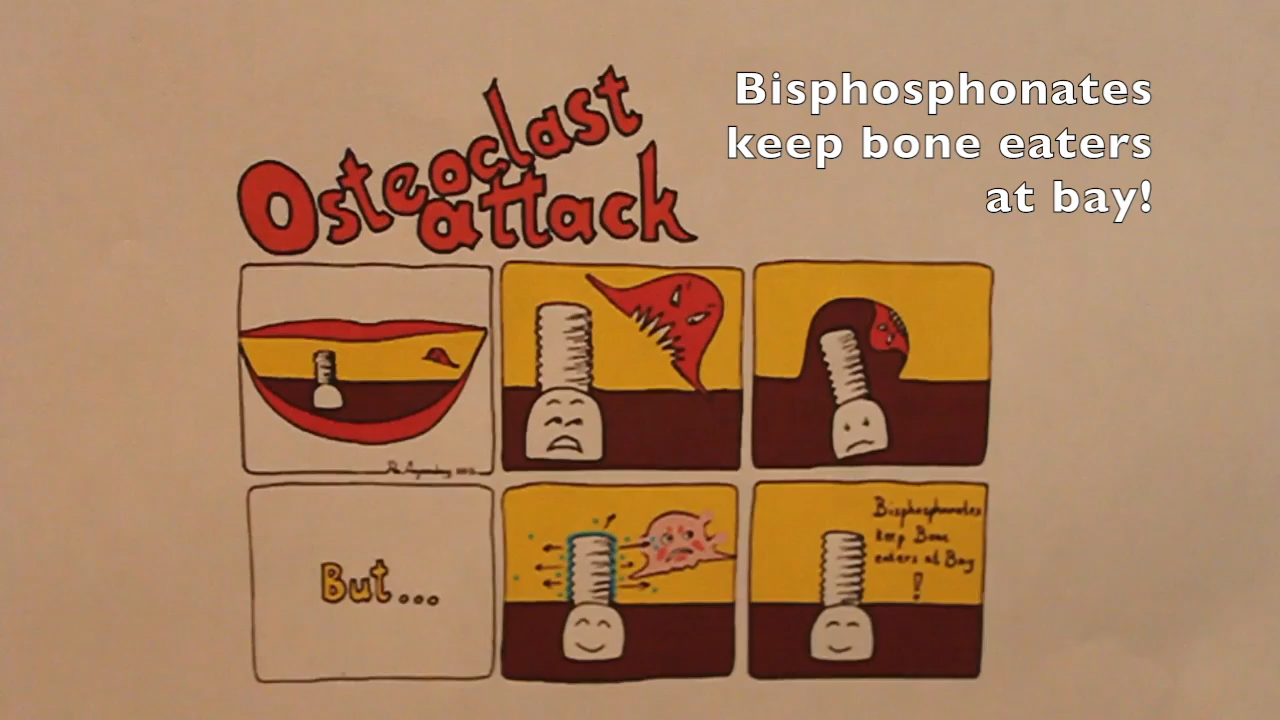 Osteoclast
attack
Bisphosphonates
keep bone eaters
at bay!
But...
Bisphosphonates
keep Bone
eaters at Bay
!